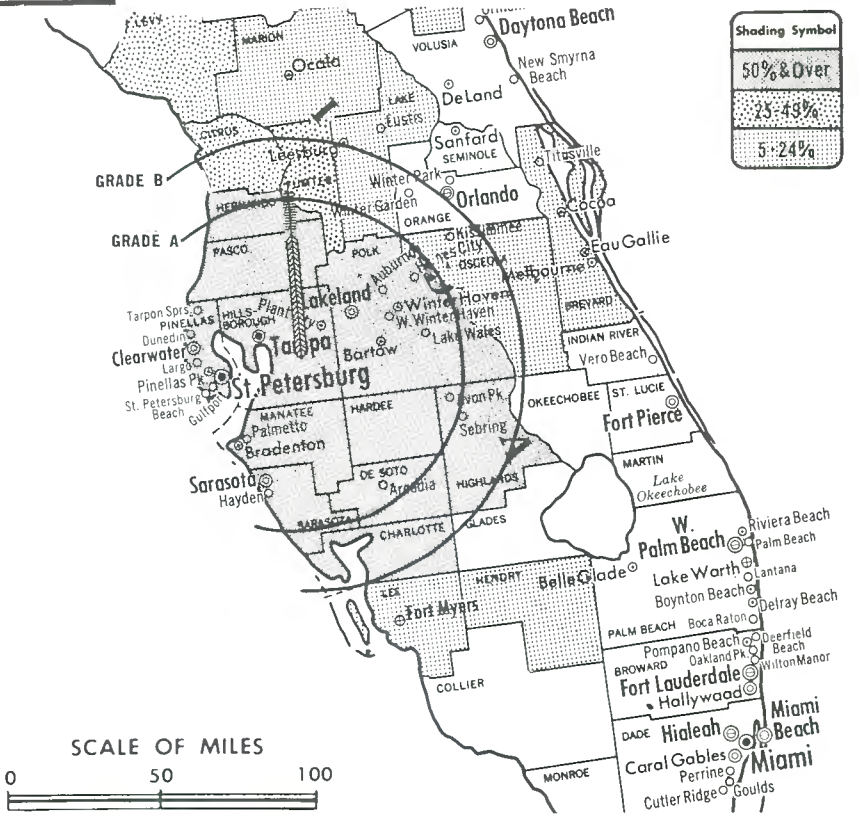 LEVY
MARION
Ocala
VOLUSIA
Daytona Beach
New Smyrna
Beach
DeLand
LAKE
Eustis
CITRUS
Leesburg
Sanford
SEMINOLE
Titusville
GRADE B
SUMTER
Winter Park
Winter Garden
Orlando
ORANGE
Cocoa
HERNANDO
GRADE A
PASCO
POLK
Kissimmee
OSCEOLA
Eau Gallie
Melbourne
BREVARD
Tarpon Sprs.
PINELLAS
Dunedin
HILLS-
BOROUGH
Lakeland
Winter Haven
W. Winter Haven
Clearwater
Tampa
Bartow
Lake Wales
INDIAN RIVER
Vero Beach
Largo
Pinellas Pk.
St. Petersburg
St. Petersburg
Beach
Gulfport
MANATEE
Palmetto
Bradenton
HARDEE
Avon Pk.
Sebring
OKEECHOBEE
ST. LUCIE
Fort Pierce
Sarasota
Hayden
DE SOTO
Arcadia
HIGHLANDS
MARTIN
Lake
Okeechobee
SARASOTA
CHARLOTTE
GLADES
W.
Palm Beach
Riviera Beach
Palm Beach
LEE
Fort Myers
HENDRY
Belle Glade
Lake Worth
Lantana
Boynton Beach
Delray Beach
PALM BEACH
Boca Raton
Pompano Beach
Deerfield
Beach
Oakland Pk.
Wilton Manor
BROWARD
Fort Lauderdale
Hallywood
COLLIER
DADE
Hialeah
Miami
Beach
Caral Gables
Miami
Perrine
Cutler Ridge
Goulds
MONROE
Shading Symbol
50% & Over
25-49%
5-24%
SCALE OF MILES
0 50 100